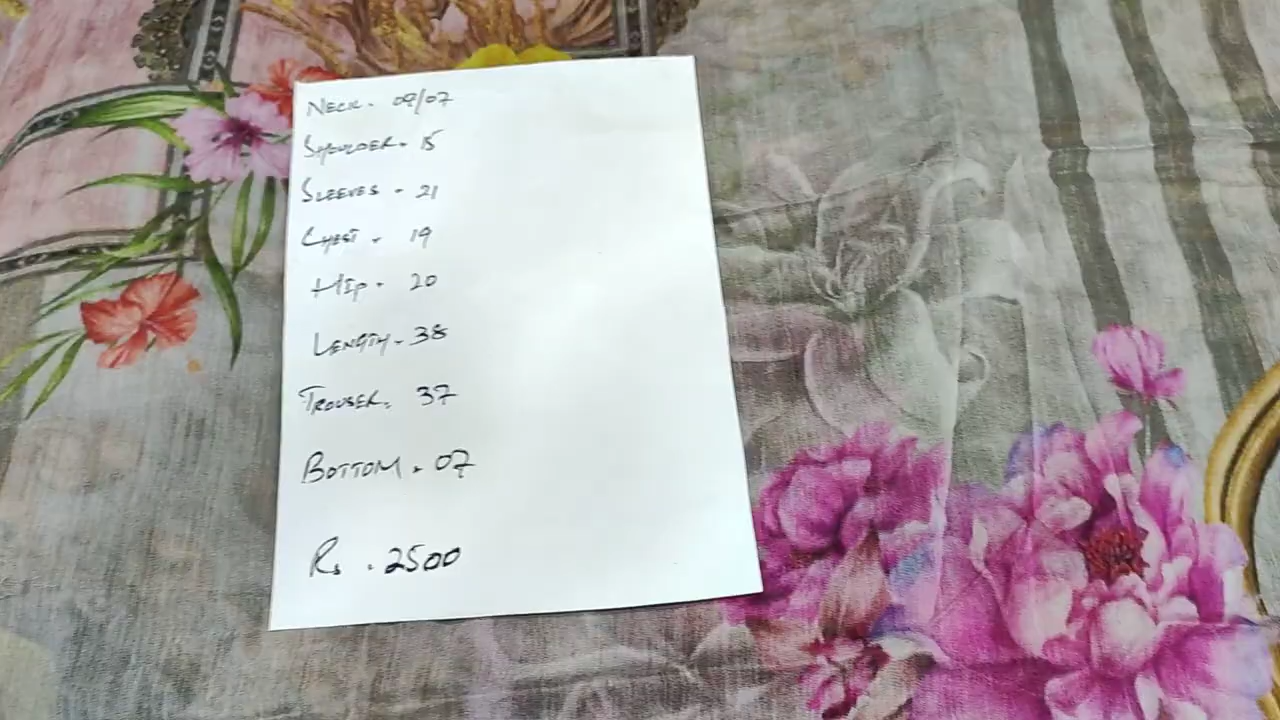 NECK. 09/07
SHOULDER. 15
SLEEVES. 21
CHEST. 19
HIP. 20
LENGTH. 38
TROUSER. 37
BOTTOM. 07
Rs. 2500